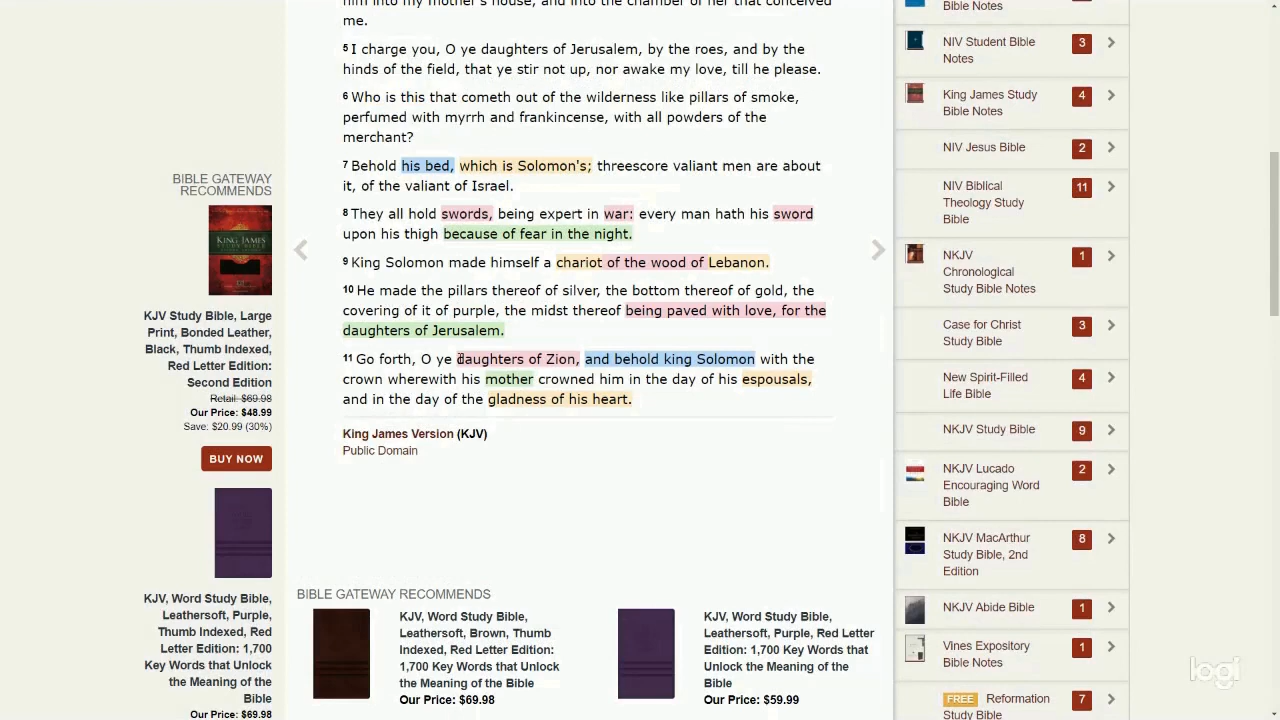 him into my mother's house, and into the chamber of her that conceived
me.
5 I charge you, O ye daughters of Jerusalem, by the roes, and by the
hinds of the field, that ye stir not up, nor awake my love, till he please.
6 Who is this that cometh out of the wilderness like pillars of smoke,
perfumed with myrrh and frankincense, with all powders of the
merchant?
7 Behold his bed, which is Solomon's; threescore valiant men are about
it, of the valiant of Israel.
8 They all hold swords, being expert in war: every man hath his sword
upon his thigh because of fear in the night.
9 King Solomon made himself a chariot of the wood of Lebanon.
10 He made the pillars thereof of silver, the bottom thereof of gold, the
covering of it of purple, the midst thereof being paved with love, for the
daughters of Jerusalem.
11 Go forth, O ye daughters of Zion, and behold king Solomon with the
crown wherewith his mother crowned him in the day of his espousals,
and in the day of the gladness of his heart.
King James Version (KJV)
Public Domain
BIBLE GATEWAY
RECOMMENDS
KING JAMES
STUDY BIBLE
KJV Study Bible, Large
Print, Bonded Leather,
Black, Thumb Indexed,
Red Letter Edition:
Second Edition
Retail: $69.98
Our Price: $48.99
Save: $20.99 (30%)
BUY NOW
KJV, Word Study Bible,
Leathersoft, Purple,
Thumb Indexed, Red
Letter Edition: 1,700
Key Words that Unlock
the Meaning of the
Bible
Our Price: $69.98
BIBLE GATEWAY RECOMMENDS
KJV, Word Study Bible,
Leathersoft, Brown, Thumb
Indexed, Red Letter Edition:
1,700 Key Words that Unlock
the Meaning of the Bible
Our Price: $69.98
KJV, Word Study Bible,
Leathersoft, Purple, Red Letter
Edition: 1,700 Key Words that
Unlock the Meaning of the
Bible
Our Price: $59.99
Bible Notes
NIV Student Bible
Notes
3
King James Study
Bible Notes
4
NIV Jesus Bible
2
NIV Biblical
Theology Study
Bible
11
NKJV
Chronological
Study Bible Notes
1
Case for Christ
Study Bible
3
New Spirit-Filled
Life Bible
4
NKJV Study Bible
9
NKJV Lucado
Encouraging Word
Bible
2
NKJV MacArthur
Study Bible, 2nd
Edition
8
NKJV Abide Bible
1
Vines Expository
Bible Notes
1
FREE Reformation
Study Bible
7
logi